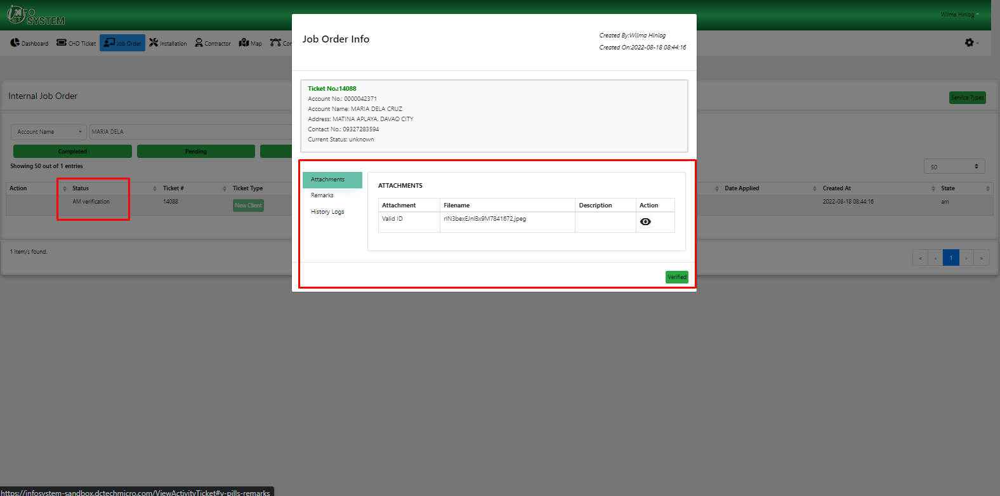 iNET INFO
SYSTEM
Wilma Hinlog
Dashboard
CHD Ticket
Job Order
Installation
Contractor
Map
Internal Job Order
Service Types
Account Name
MARIA DELA
Completed
Pending
Showing 50 out of 1 entries
50
Action Status Ticket # Ticket Type Date Applied Created At State
AM verification 14088 New Client 2022-08-18 08:44:16 am
1 item/s found.
« ‹ 1 › »
Job Order Info
Created By:Wilma Hinlog
Created On:2022-08-18 08:44:16
Ticket No.:14088
Account No.: 0000042371
Account Name: MARIA DELA CRUZ
Address: MATINA APLAYA. DAVAO CITY
Contact No.: 09327283594
Current Status: unknown
Attachments
Remarks
History Logs
ATTACHMENTS
Attachment Filename Description Action
Valid ID
Verified
https://infosystem-sandbox.dctechmicro.com/ViewActivityTicket#v-pills-remarks